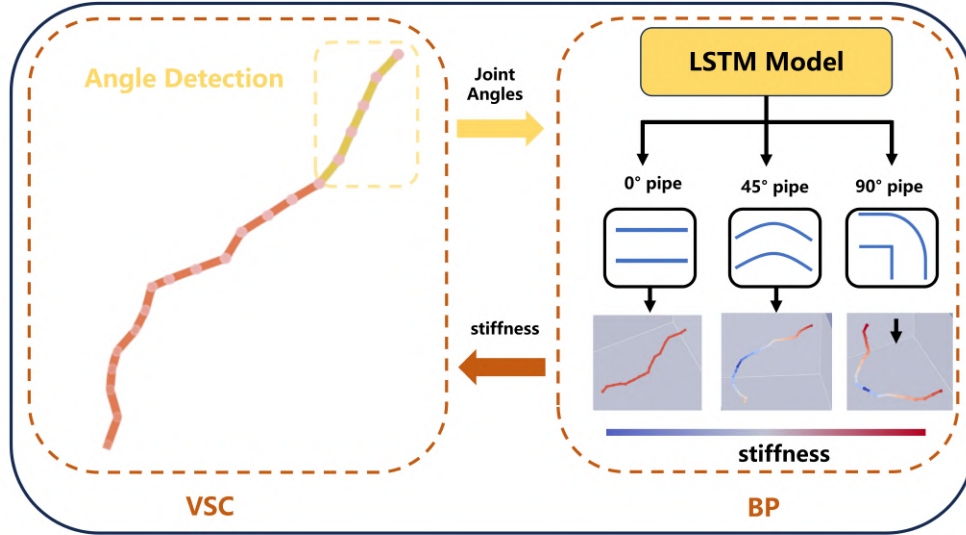 Angle Detection
VSC
Joint
Angles
stiffness
LSTM Model
0° pipe
45° pipe
90° pipe
stiffness
BP